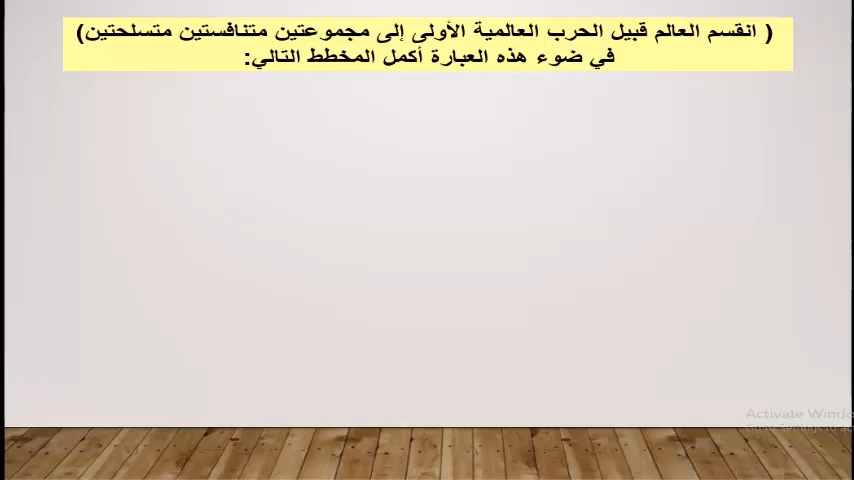 ( انقسم العالم قبيل الحرب العالمية الأولى إلى مجموعتين متنافستين متسلحتين)
في ضوء هذه العبارة أكمل المخطط التالي:
Activate Windo